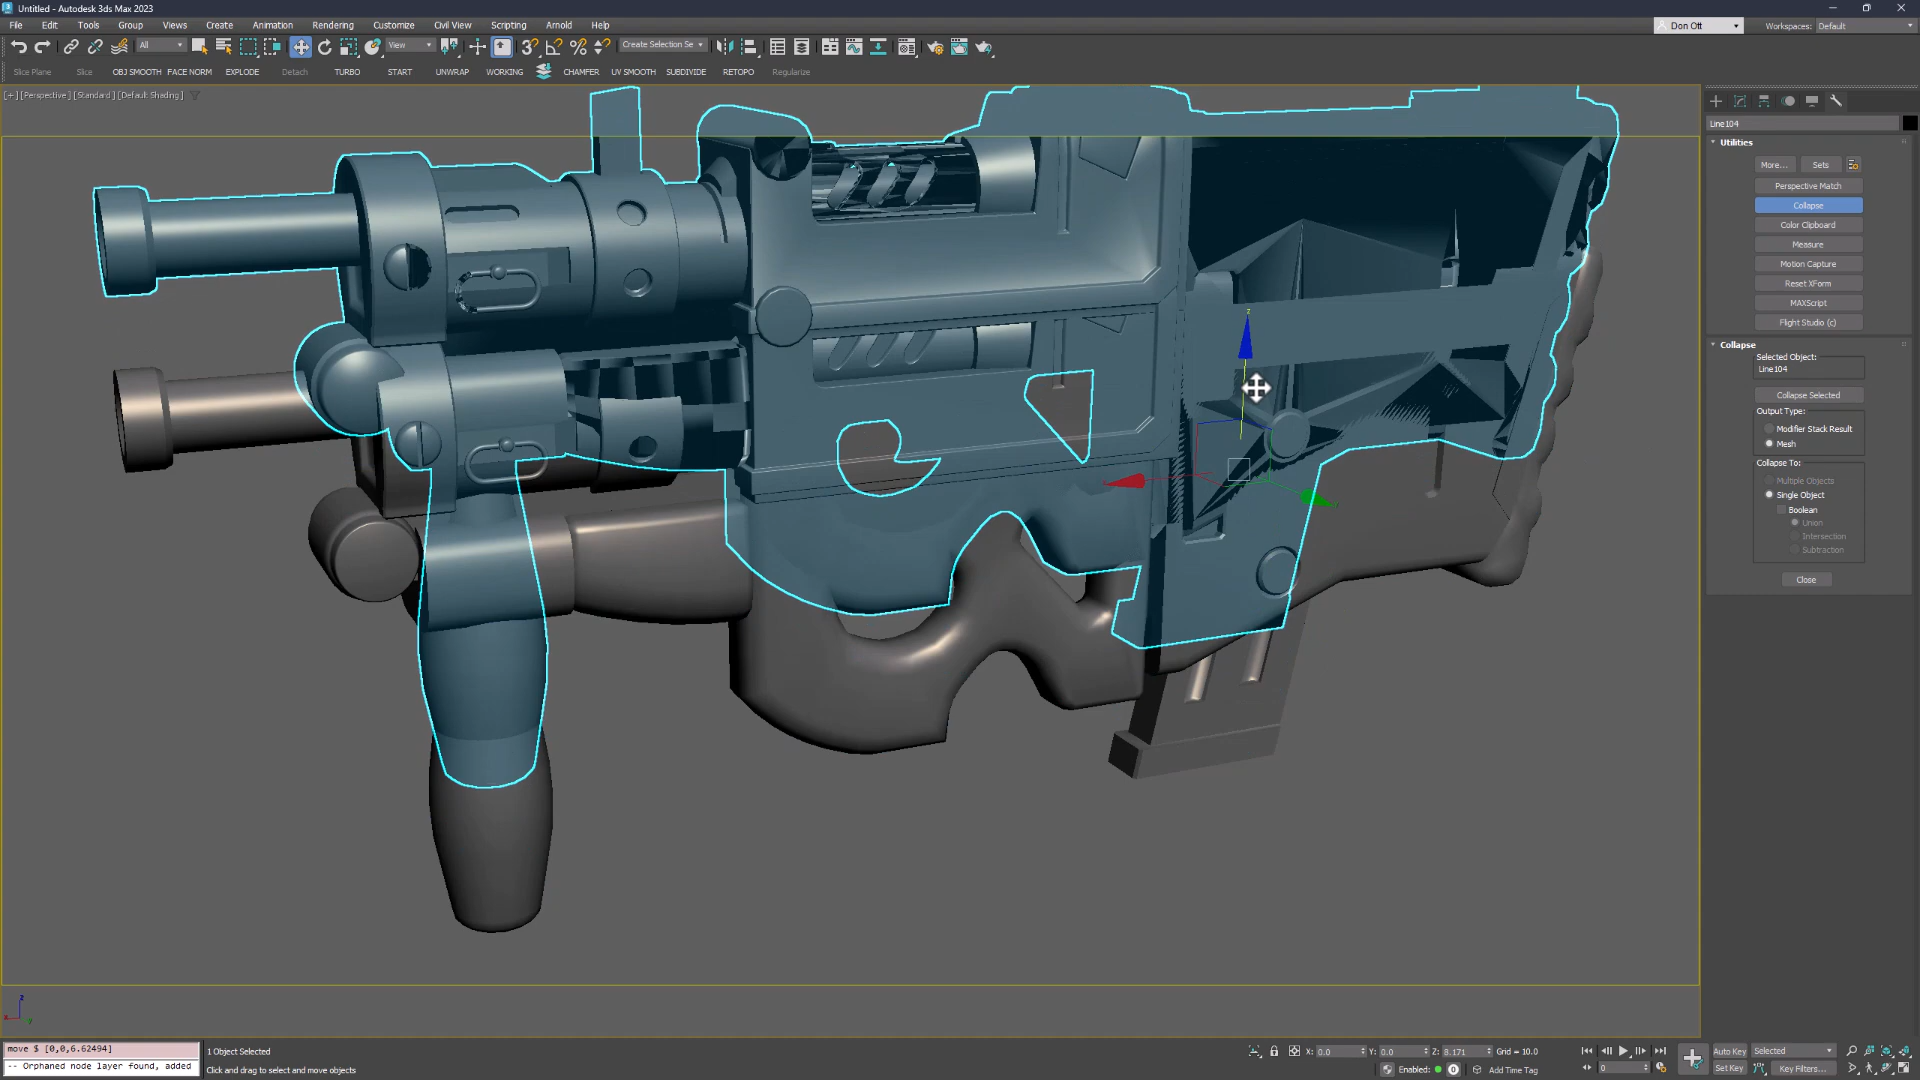 Untitled - Autodesk 3ds Max 2023
File Edit Tools Group Views Create Animation Rendering Customize Civil View Scripting Arnold Help
Don Ott Workspaces: Default
All View Create Selection Se
Slice Plane Slice OBJ SMOOTH FACE NORM EXPLODE Detach TURBO START UNWRAP WORKING CHAMFER UV SMOOTH SUBDIVIDE RETOPO Regularize
[+] [Perspective] [Standard] [Default Shading]
Line104
Utilities
More... Sets
Perspective Match
Collapse
Color Clipboard
Measure
Motion Capture
Reset XForm
MAXScript
Flight Studio (c)
Collapse
Selected Object:
Line104
Collapse Selected
Output Type:
Modifier Stack Result
Mesh
Collapse To:
Multiple Objects
Single Object
Boolean
Union
Intersection
Subtraction
Close
z
z
x
y
move $ [0,0,6.62494]
-- Orphaned node layer found, added
1 Object Selected
Click and drag to select and move objects
X: 0.0 Y: 0.0 Z: 8.171 Grid = 10.0
Enabled: 0 Add Time Tag
0
Auto Key Selected
Set Key Key Filters...